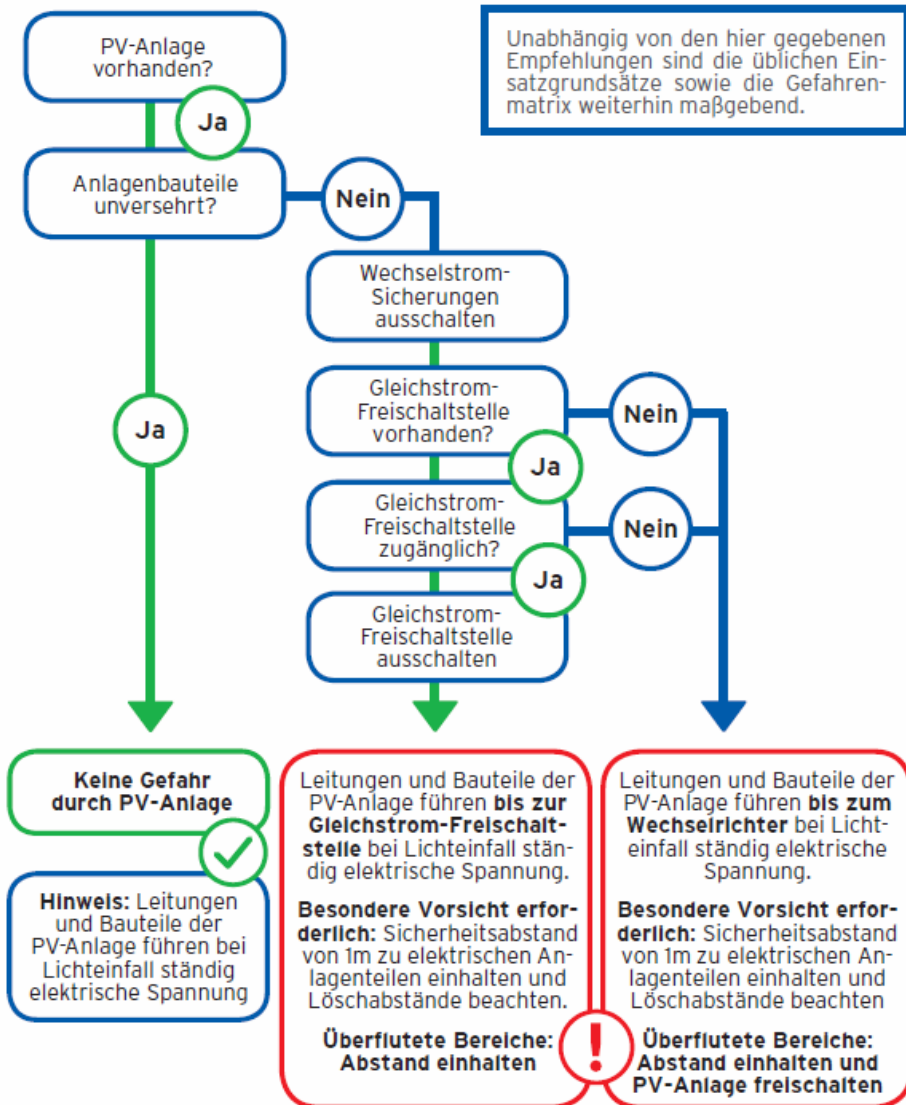 PV-Anlage
vorhanden?
Unabhängig von den hier gegebenen
Empfehlungen sind die üblichen Ein-
satzgrundsätze sowie die Gefahren-
matrix weiterhin maßgebend.
Ja
Anlagenbauteile
unversehrt?
Nein
Wechselstrom-
Sicherungen
ausschalten
Gleichstrom-
Freischaltstelle
vorhanden?
Nein
Ja
Ja
Gleichstrom-
Freischaltstelle
zugänglich?
Nein
Ja
Gleichstrom-
Freischaltstelle
ausschalten
Keine Gefahr
durch PV-Anlage
Hinweis: Leitungen
und Bauteile der
PV-Anlage führen bei
Lichteinfall ständig
elektrische Spannung
Leitungen und Bauteile der
PV-Anlage führen bis zur
Gleichstrom-Freischalt-
stelle bei Lichteinfall stän-
dig elektrische Spannung.
Besondere Vorsicht erfor-
derlich: Sicherheitsabstand
von 1m zu elektrischen An-
lagenteilen einhalten und
Löschabstände beachten.
Überflutete Bereiche:
Abstand einhalten
!
Leitungen und Bauteile der
PV-Anlage führen bis zum
Wechselrichter bei Licht-
einfall ständig elektrische
Spannung.
Besondere Vorsicht erfor-
derlich: Sicherheitsabstand
von 1m zu elektrischen An-
lagenteilen einhalten und
Löschabstände beachten
Überflutete Bereiche:
Abstand einhalten und
PV-Anlage freischalten